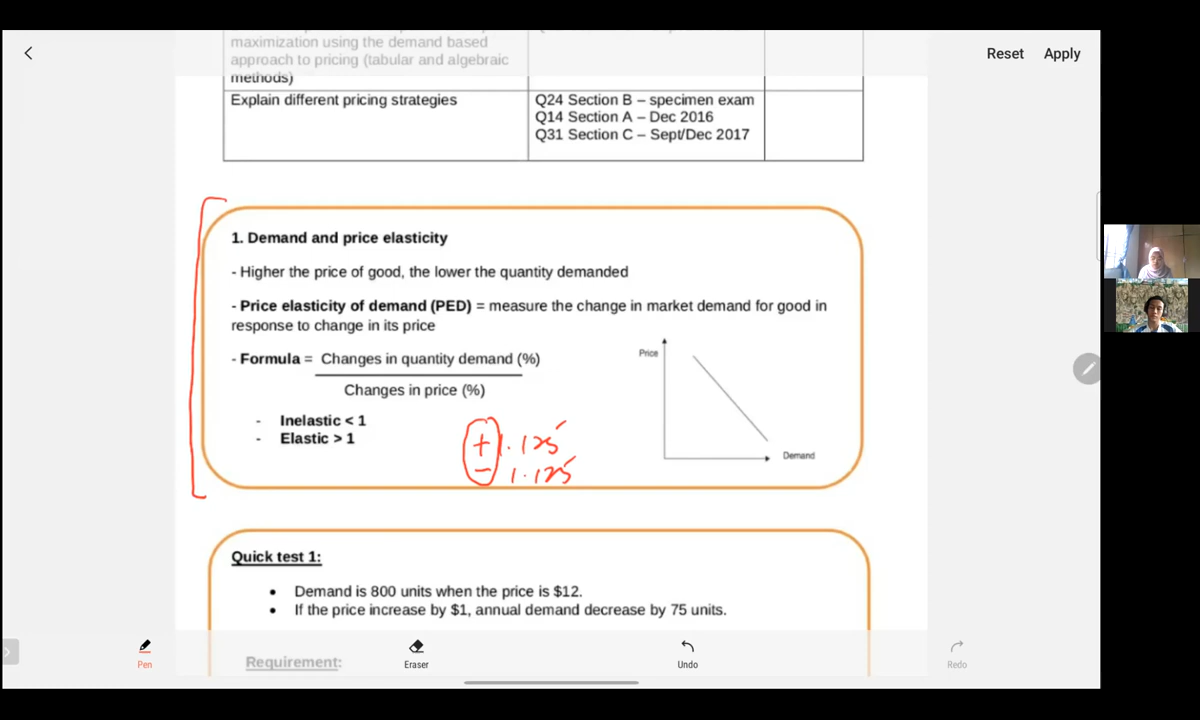 Reset Apply
maximization using the demand based
approach to pricing (tabular and algebraic
methods)
Explain different pricing strategies
Q24 Section B – specimen exam
Q14 Section A – Dec 2016
Q31 Section C – Sept/Dec 2017
1. Demand and price elasticity
- Higher the price of good, the lower the quantity demanded
- Price elasticity of demand (PED) = measure the change in market demand for good in
response to change in its price
- Formula = Changes in quantity demand (%)
Changes in price (%)
- Inelastic < 1
- Elastic > 1
+ 1.125
- 1.125
Price
Demand
Quick test 1:
• Demand is 800 units when the price is $12.
• If the price increase by $1, annual demand decrease by 75 units.
Requirement:
Pen Eraser Undo Redo